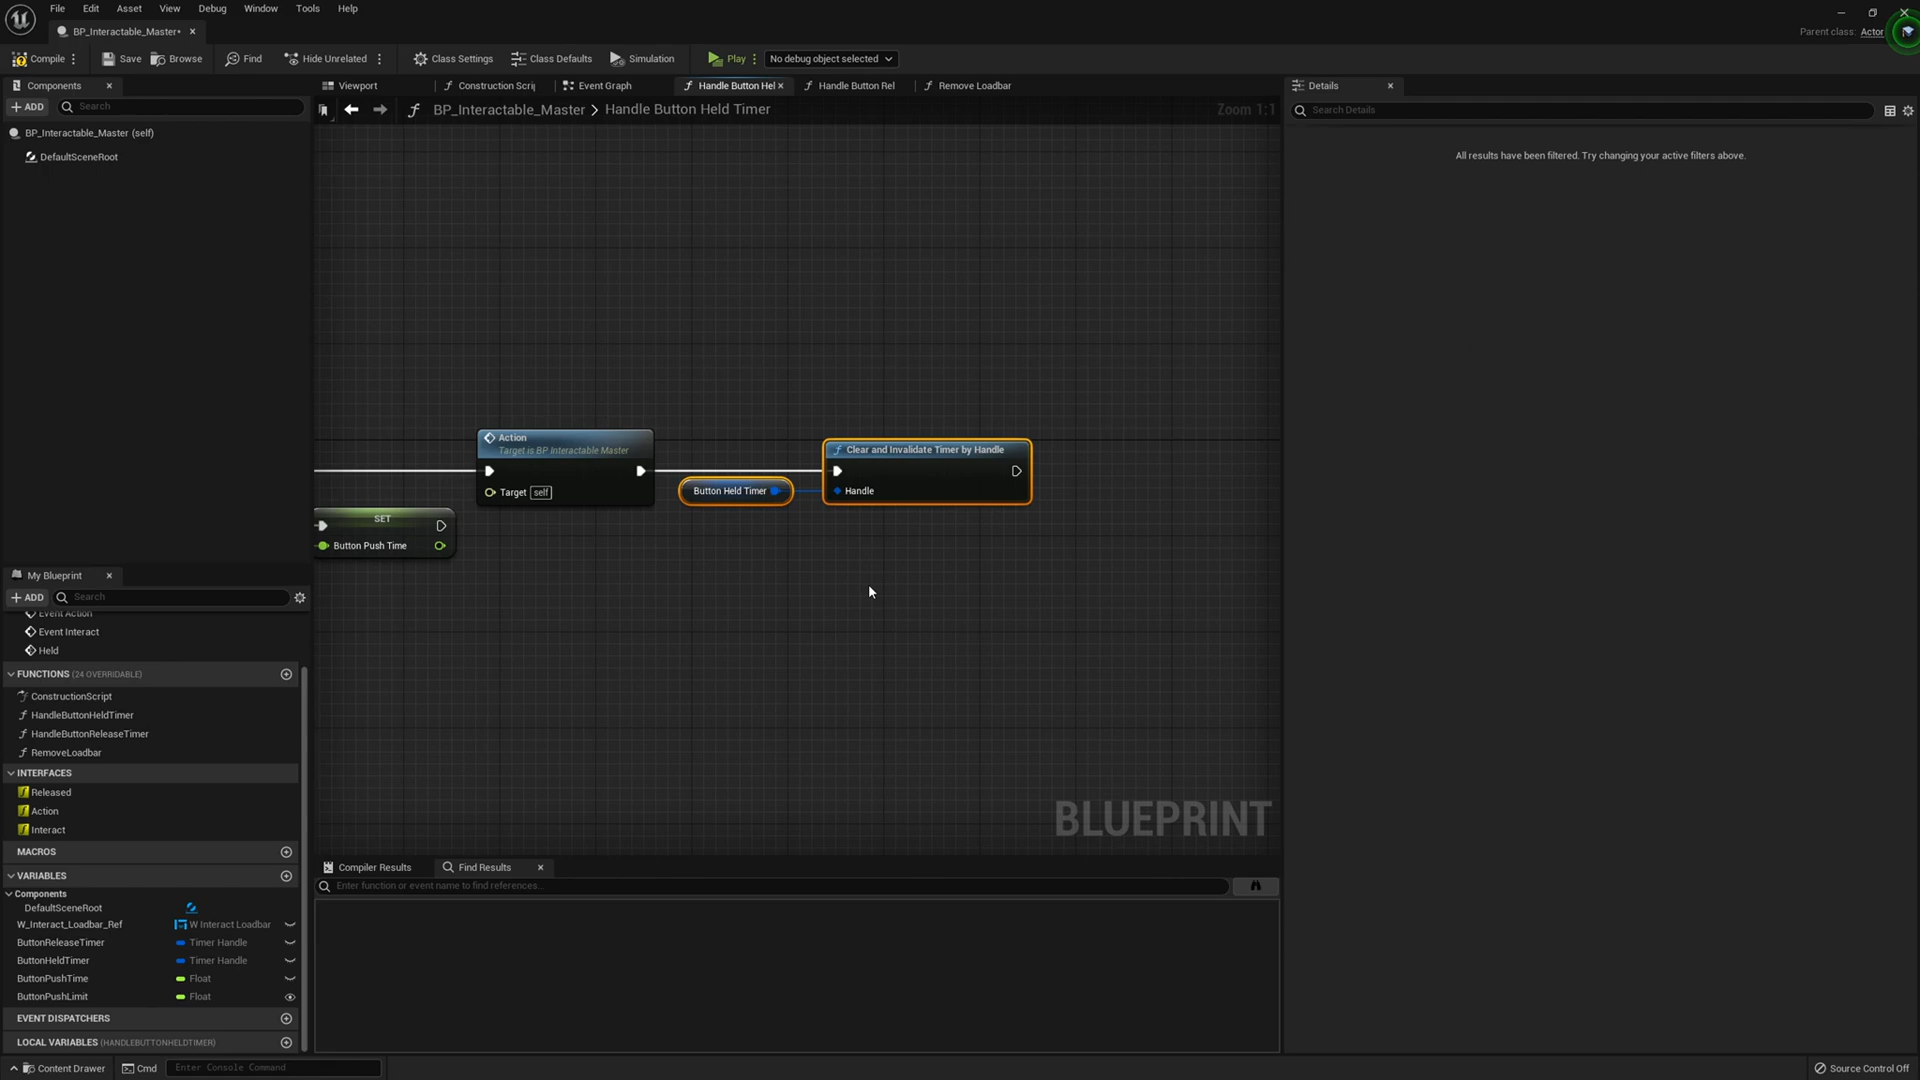 File Edit Asset View Debug Window Tools Help
BP_Interactable_Master*
Parent class: Actor
Compile Save Browse Find Hide Unrelated Class Settings Class Defaults Simulation Play No debug object selected
Components
Viewport Construction Scrip Event Graph Handle Button Hel Handle Button Rel Remove Loadbar
Details
ADD Search
BP_Interactable_Master > Handle Button Held Timer
Zoom 1:1
Search Details
BP_Interactable_Master (self)
DefaultSceneRoot
All results have been filtered. Try changing your active filters above.
Action
Target is BP Interactable Master
Target self
Clear and Invalidate Timer by Handle
Button Held Timer
Handle
SET
Button Push Time
My Blueprint
ADD Search
Event Action
Event Interact
Held
FUNCTIONS (24 OVERRIDABLE)
ConstructionScript
HandleButtonHeldTimer
HandleButtonReleaseTimer
RemoveLoadbar
INTERFACES
Released
Action
Interact
MACROS
VARIABLES
Components
DefaultSceneRoot
W_Interact_Loadbar_Ref W Interact Loadbar
ButtonReleaseTimer Timer Handle
ButtonHeldTimer Timer Handle
ButtonPushTime Float
ButtonPushLimit Float
EVENT DISPATCHERS
LOCAL VARIABLES (HANDLEBUTTONHELDTIMER)
BLUEPRINT
Compiler Results Find Results
Enter function or event name to find references...
Content Drawer Cmd Enter Console Command
Source Control Off